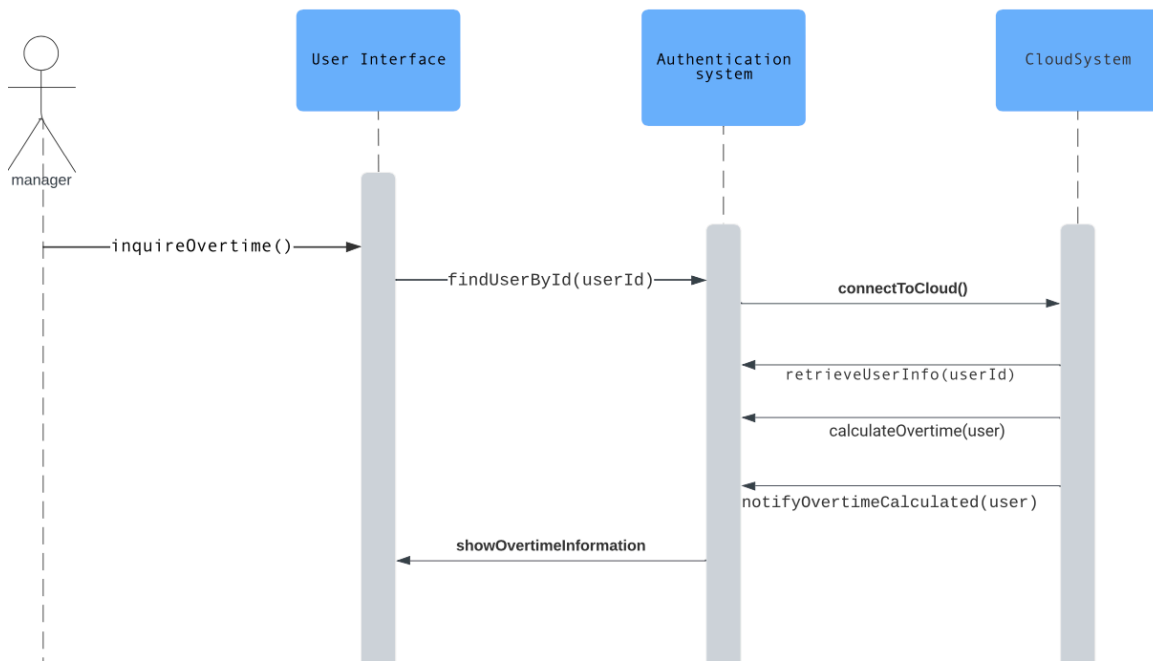 User Interface
Authentication
system
CloudSystem
manager
inquireOvertime()
findUserById(userId)
connectToCloud()
retrieveUserInfo(userId)
calculateOvertime(user)
notifyOvertimeCalculated(user)
showOvertimeInformation